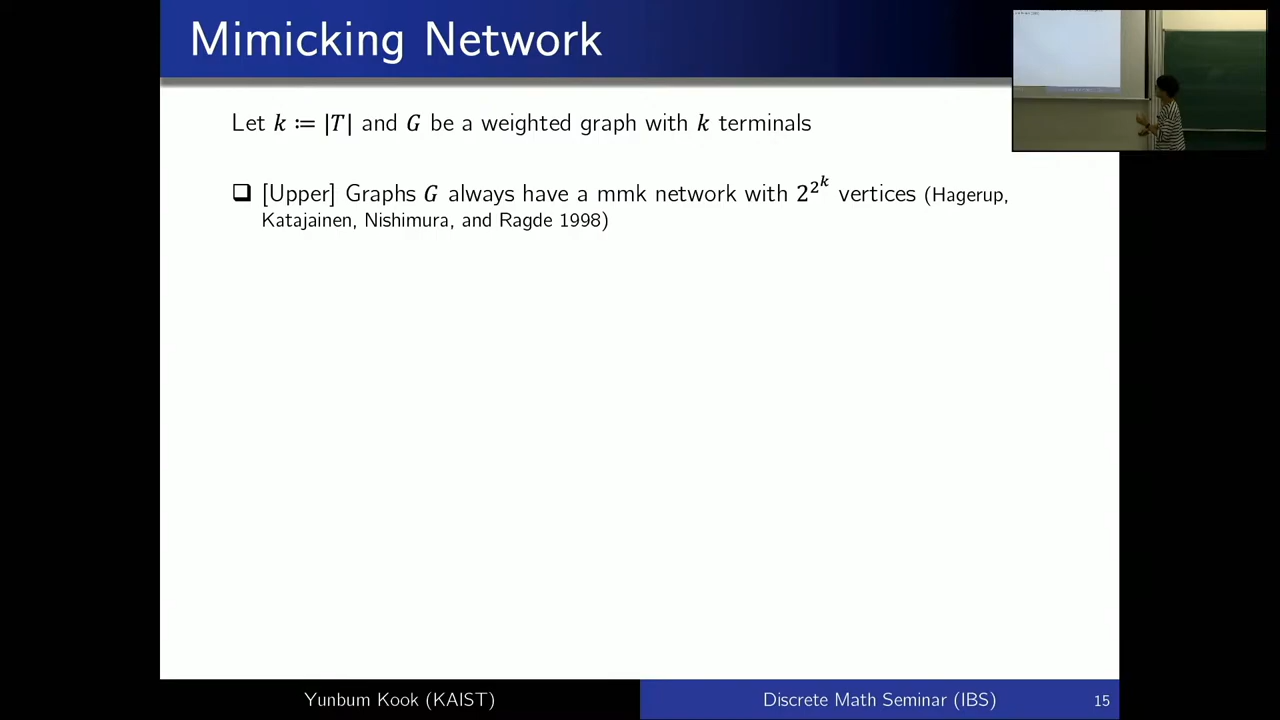 Mimicking Network
Let k ≔ |T| and G be a weighted graph with k terminals
❑ [Upper] Graphs G always have a mmk network with 2^{2^k} vertices (Hagerup,
Katajainen, Nishimura, and Ragde 1998)
Yunbum Kook (KAIST)
Discrete Math Seminar (IBS)
15